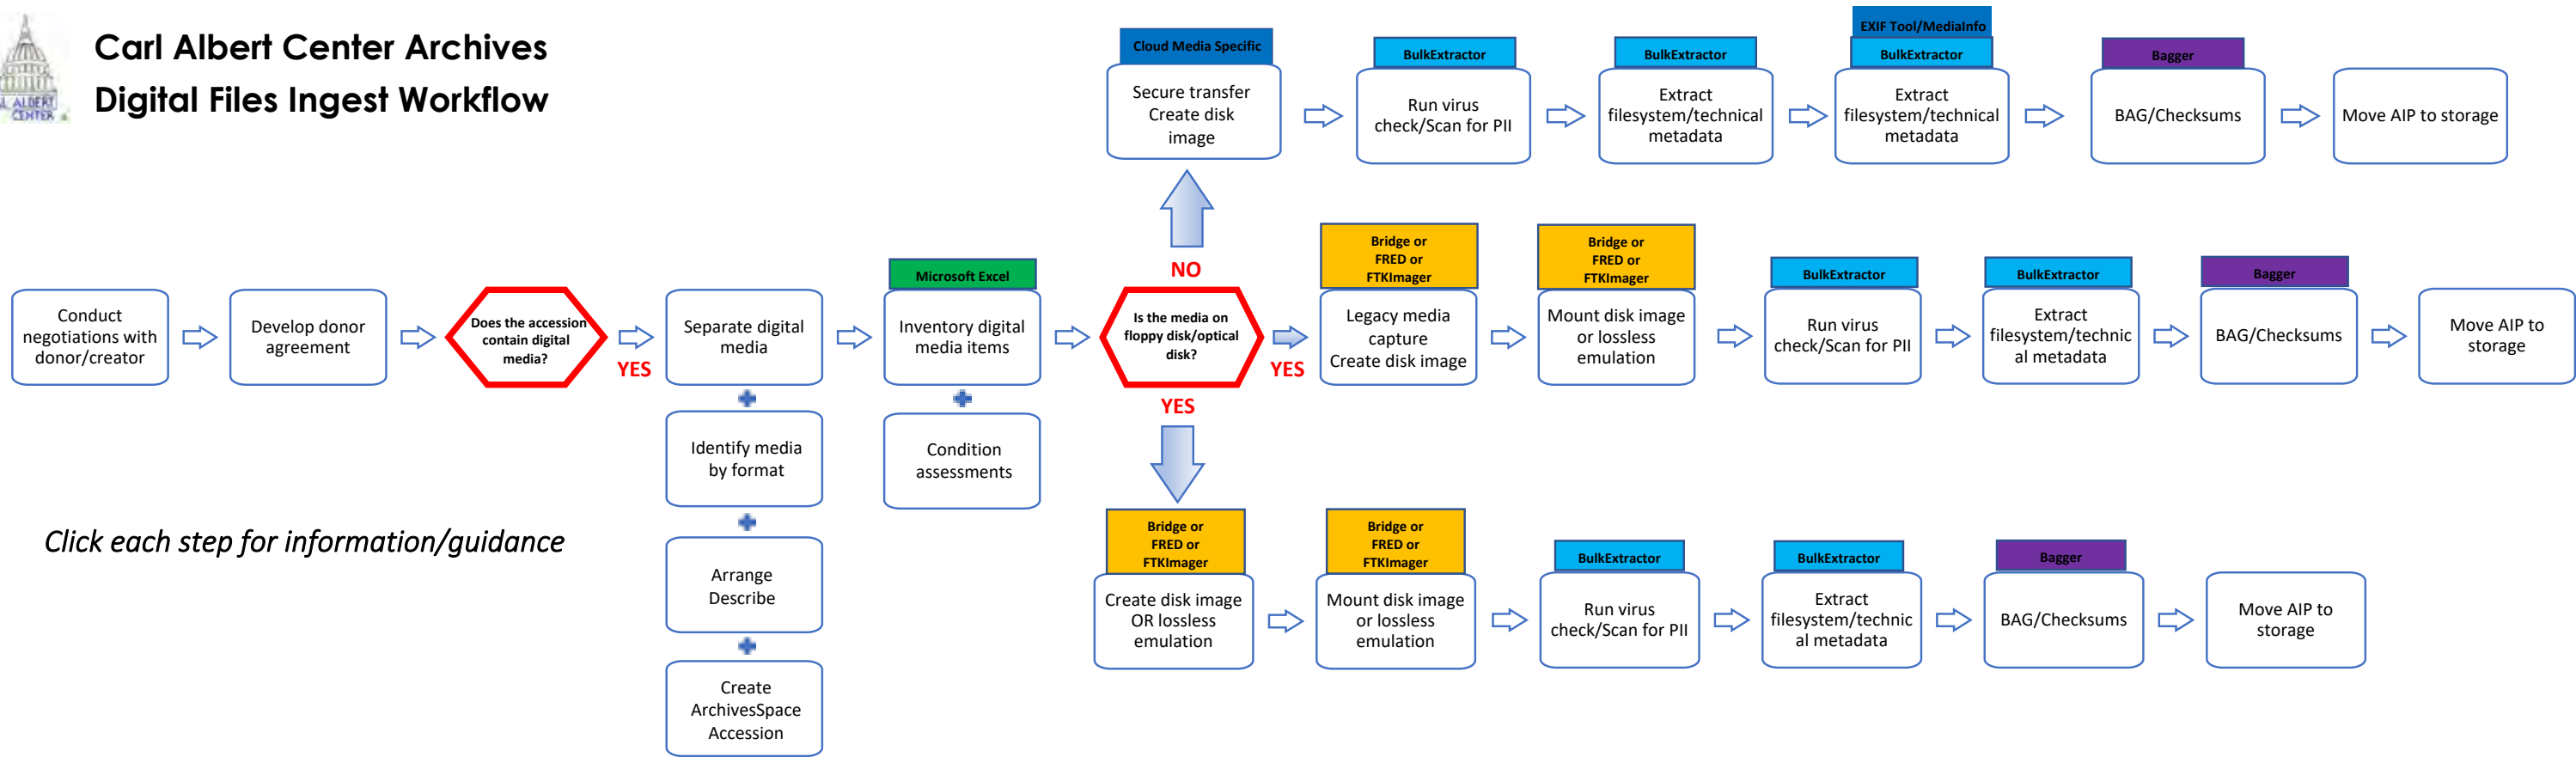 Carl Albert Center Archives
Digital Files Ingest Workflow
ALBERT
CENTER
Cloud Media Specific
Secure transfer
Create disk
image
BulkExtractor
Run virus
check/Scan for PII
BulkExtractor
Extract
filesystem/technical
metadata
EXIF Tool/MediaInfo
BulkExtractor
Extract
filesystem/technical
metadata
Bagger
BAG/Checksums
Move AIP to storage
Conduct
negotiations with
donor/creator
Develop donor
agreement
Does the accession
contain digital
media?
YES
Separate digital
media
Identify media
by format
Arrange
Describe
Create
ArchivesSpace
Accession
Microsoft Excel
Inventory digital
media items
Condition
assessments
NO
Is the media on
floppy disk/optical
disk?
YES
YES
Bridge or
FRED or
FTKImager
Legacy media
capture
Create disk image
Bridge or
FRED or
FTKImager
Mount disk image
or lossless
emulation
BulkExtractor
Run virus
check/Scan for PII
BulkExtractor
Extract
filesystem/technic
al metadata
Bagger
BAG/Checksums
Move AIP to
storage
Click each step for information/guidance
Bridge or
FRED or
FTKImager
Create disk image
OR lossless
emulation
Bridge or
FRED or
FTKImager
Mount disk image
or lossless
emulation
BulkExtractor
Run virus
check/Scan for PII
BulkExtractor
Extract
filesystem/technic
al metadata
Bagger
BAG/Checksums
Move AIP to
storage